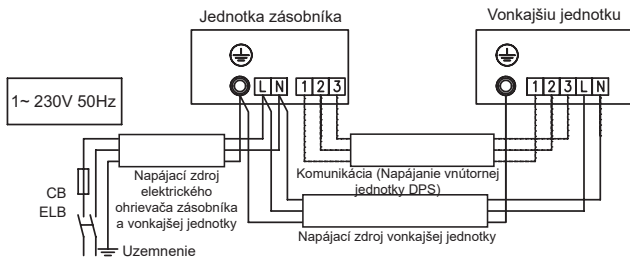 Jednotka zásobníka
Vonkajšiu jednotku
L N 1 2 3
1 2 3 L N
1~ 230V 50Hz
Napájací zdroj
elektrického
ohrievača zásobníka
a vonkajšej jednotky
Komunikácia (Napájanie vnútornej
jednotky DPS)
Napájací zdroj vonkajšej jednotky
CB
ELB
Uzemnenie